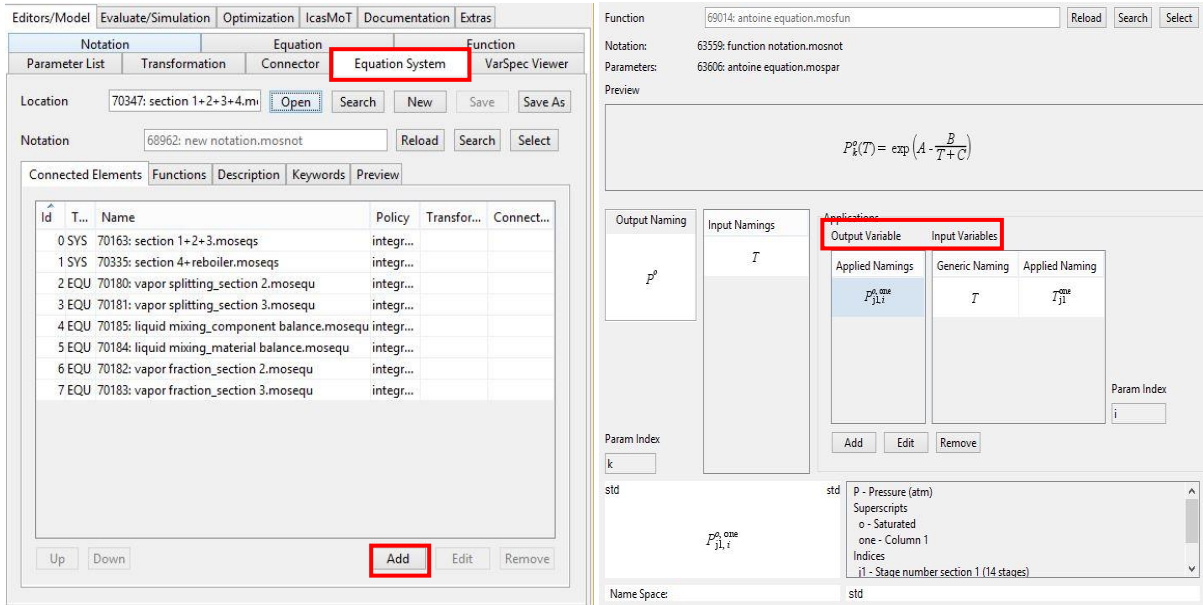 Editors/Model Evaluate/Simulation Optimization IcasMoT Documentation Extras
Notation Equation Function
Parameter List Transformation Connector Equation System VarSpec Viewer
Location 70347: section 1+2+3+4.m Open Search New Save Save As
Notation 68962: new notation.mosnot Reload Search Select
Connected Elements Functions Description Keywords Preview
Id T... Name Policy Transfor... Connect...
0 SYS 70163: section 1+2+3.moseqs integr...
1 SYS 70335: section 4+reboiler.moseqs integr...
2 EQU 70180: vapor splitting_section 2.mosequ integr...
3 EQU 70181: vapor splitting_section 3.mosequ integr...
4 EQU 70185: liquid mixing_component balance.mosequ integr...
5 EQU 70184: liquid mixing_material balance.mosequ integr...
6 EQU 70182: vapor fraction_section 2.mosequ integr...
7 EQU 70183: vapor fraction_section 3.mosequ integr...
Up Down Add Edit Remove
Function 69014: antoine equation.mosfun Reload Search Select
Notation: 63559: function notation.mosnot
Parameters: 63606: antoine equation.mospar
Preview
P^o_k(T) = exp(A - B/(T+C))
Output Naming Input Namings Applications
Output Variable Input Variables
Applied Namings Generic Naming Applied Naming
P^o T P^{o, one}_{j1, i} T T^{one}_{j1}
Param Index
i
Add Edit Remove
Param Index
k
std std
P^{o, one}_{j1, i}
P - Pressure (atm)
Superscripts
o - Saturated
one - Column 1
Indices
j1 - Stage number section 1 (14 stages)
Name Space: std